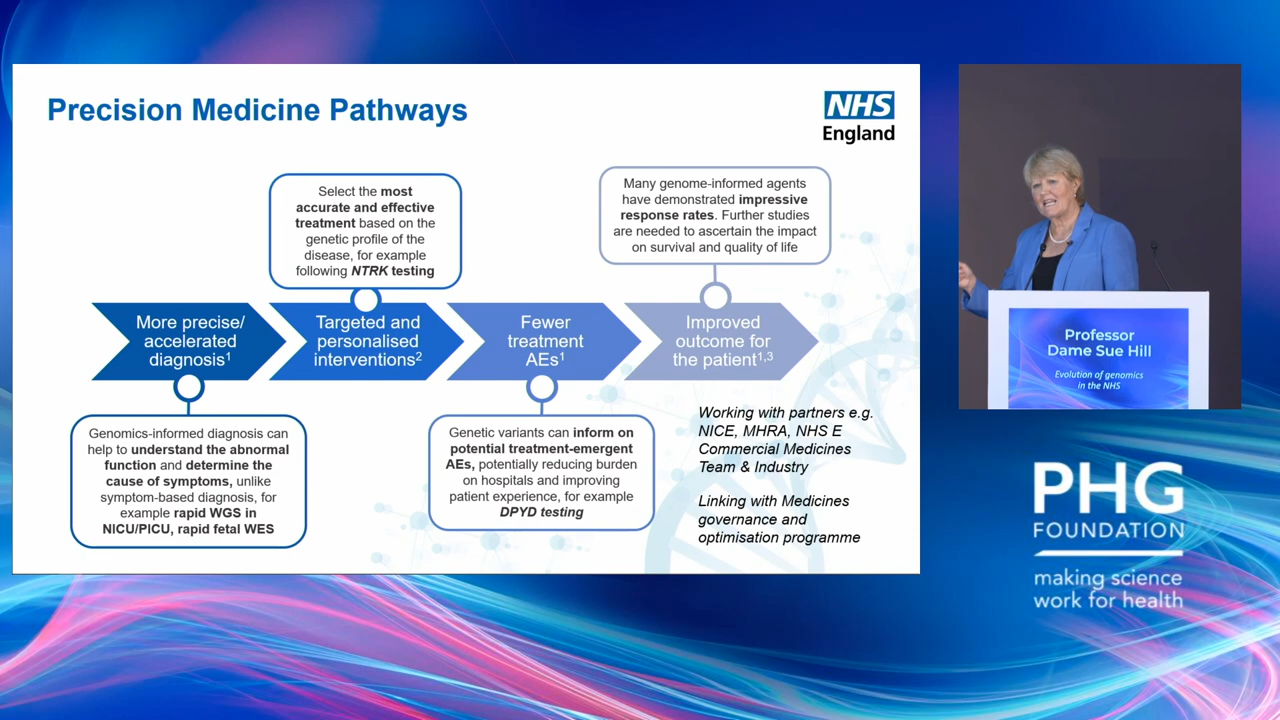 Precision Medicine Pathways
NHS
England
Select the most
accurate and effective
treatment based on the
genetic profile of the
disease, for example
following NTRK testing
Many genome-informed agents
have demonstrated impressive
response rates. Further studies
are needed to ascertain the impact
on survival and quality of life
More precise/
accelerated
diagnosis¹
Targeted and
personalised
interventions²
Fewer
treatment
AEs¹
Improved
outcome for
the patient¹,³
Genomics-informed diagnosis can
help to understand the abnormal
function and determine the
cause of symptoms, unlike
symptom-based diagnosis, for
example rapid WGS in
NICU/PICU, rapid fetal WES
Genetic variants can inform on
potential treatment-emergent
AEs, potentially reducing burden
on hospitals and improving
patient experience, for example
DPYD testing
Working with partners e.g.
NICE, MHRA, NHS E
Commercial Medicines
Team & Industry
Linking with Medicines
governance and
optimisation programme
Professor
Dame Sue Hill
Evolution of genomics
in the NHS
PHG
FOUNDATION
making science
work for health